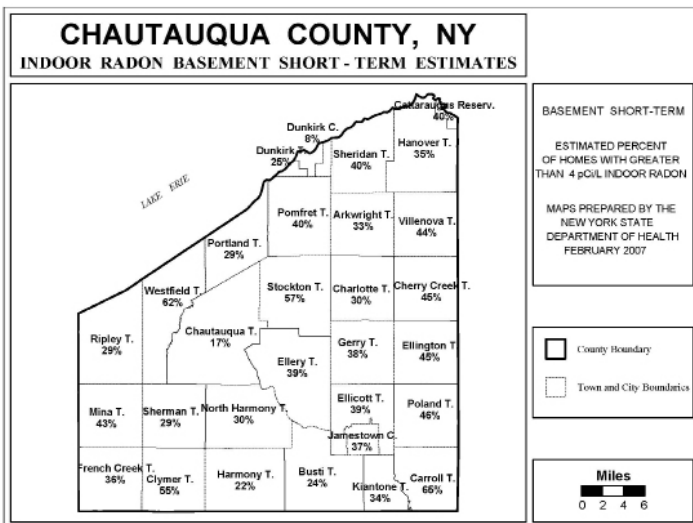 CHAUTAUQUA COUNTY, NY
INDOOR RADON BASEMENT SHORT - TERM ESTIMATES
Cattaraugus Reserv.
40%
Dunkirk C.
8%
Dunkirk T.
25%
Sheridan T.
40%
Hanover T.
35%
LAKE ERIE
Pomfret T.
40%
Arkwright T.
33%
Villenova T.
44%
Portland T.
29%
Westfield T.
62%
Stockton T.
57%
Charlotte T.
30%
Cherry Creek T.
45%
Ripley T.
29%
Chautauqua T.
17%
Ellery T.
39%
Gerry T.
38%
Ellington T.
45%
Mina T.
43%
Sherman T.
29%
North Harmony T.
30%
Ellicott T.
39%
Poland T.
46%
Jamestown C.
37%
French Creek T.
36%
Clymer T.
55%
Harmony T.
22%
Busti T.
24%
Kiantone T.
34%
Carroll T.
65%
BASEMENT SHORT-TERM
ESTIMATED PERCENT
OF HOMES WITH GREATER
THAN 4 pCi/L INDOOR RADON
MAPS PREPARED BY THE
NEW YORK STATE
DEPARTMENT OF HEALTH
FEBRUARY 2007
County Boundary
Town and City Boundaries
Miles
0 2 4 6